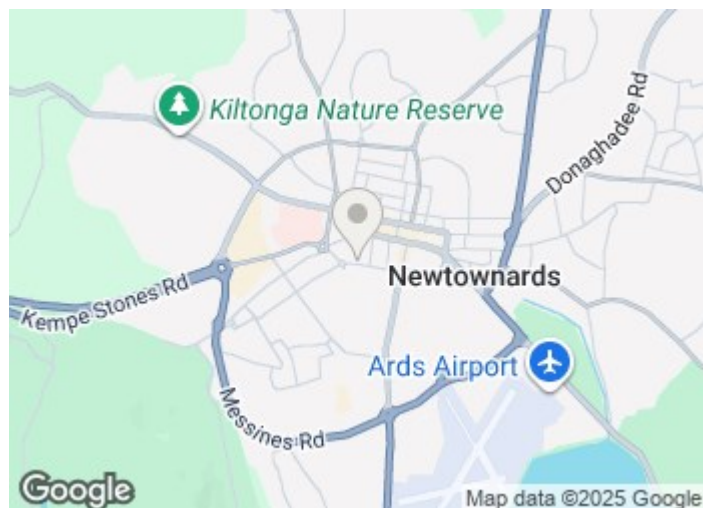 Kiltonga Nature Reserve
Donaghadee Rd
Newtownards
Kempe Stones Rd
Ards Airport
Messines Rd
Google
Map data ©2025 Google